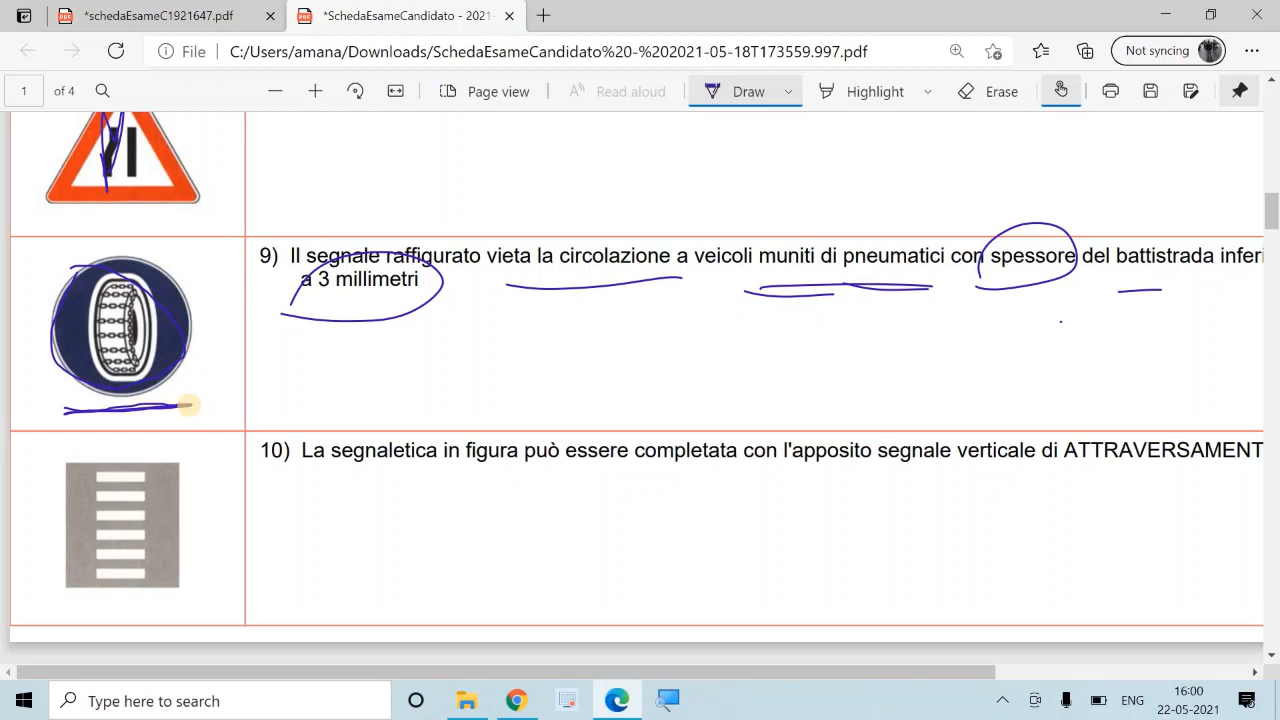 *schedaEsameC1921647.pdf
*SchedaEsameCandidato - 2021-
File
C:/Users/amana/Downloads/SchedaEsameCandidato%20-%202021-05-18T173559.997.pdf
Not syncing
1 of 4
Page view
Read aloud
Draw
Highlight
Erase
9) Il segnale raffigurato vieta la circolazione a veicoli muniti di pneumatici con spessore del battistrada inferi
a 3 millimetri
10) La segnaletica in figura può essere completata con l'apposito segnale verticale di ATTRAVERSAMENT
Type here to search
ENG
16:00
22-05-2021